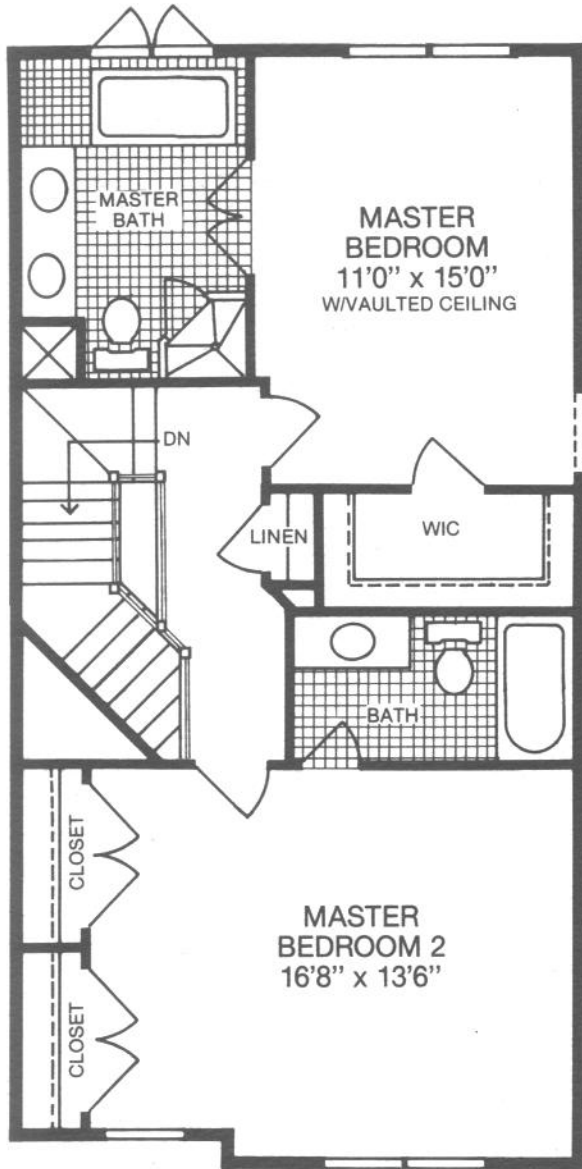 MASTER
BATH
MASTER
BEDROOM
11'0" x 15'0"
W/VAULTED CEILING
DN
LINEN
WIC
BATH
CLOSET
MASTER
BEDROOM 2
16'8" x 13'6"
CLOSET